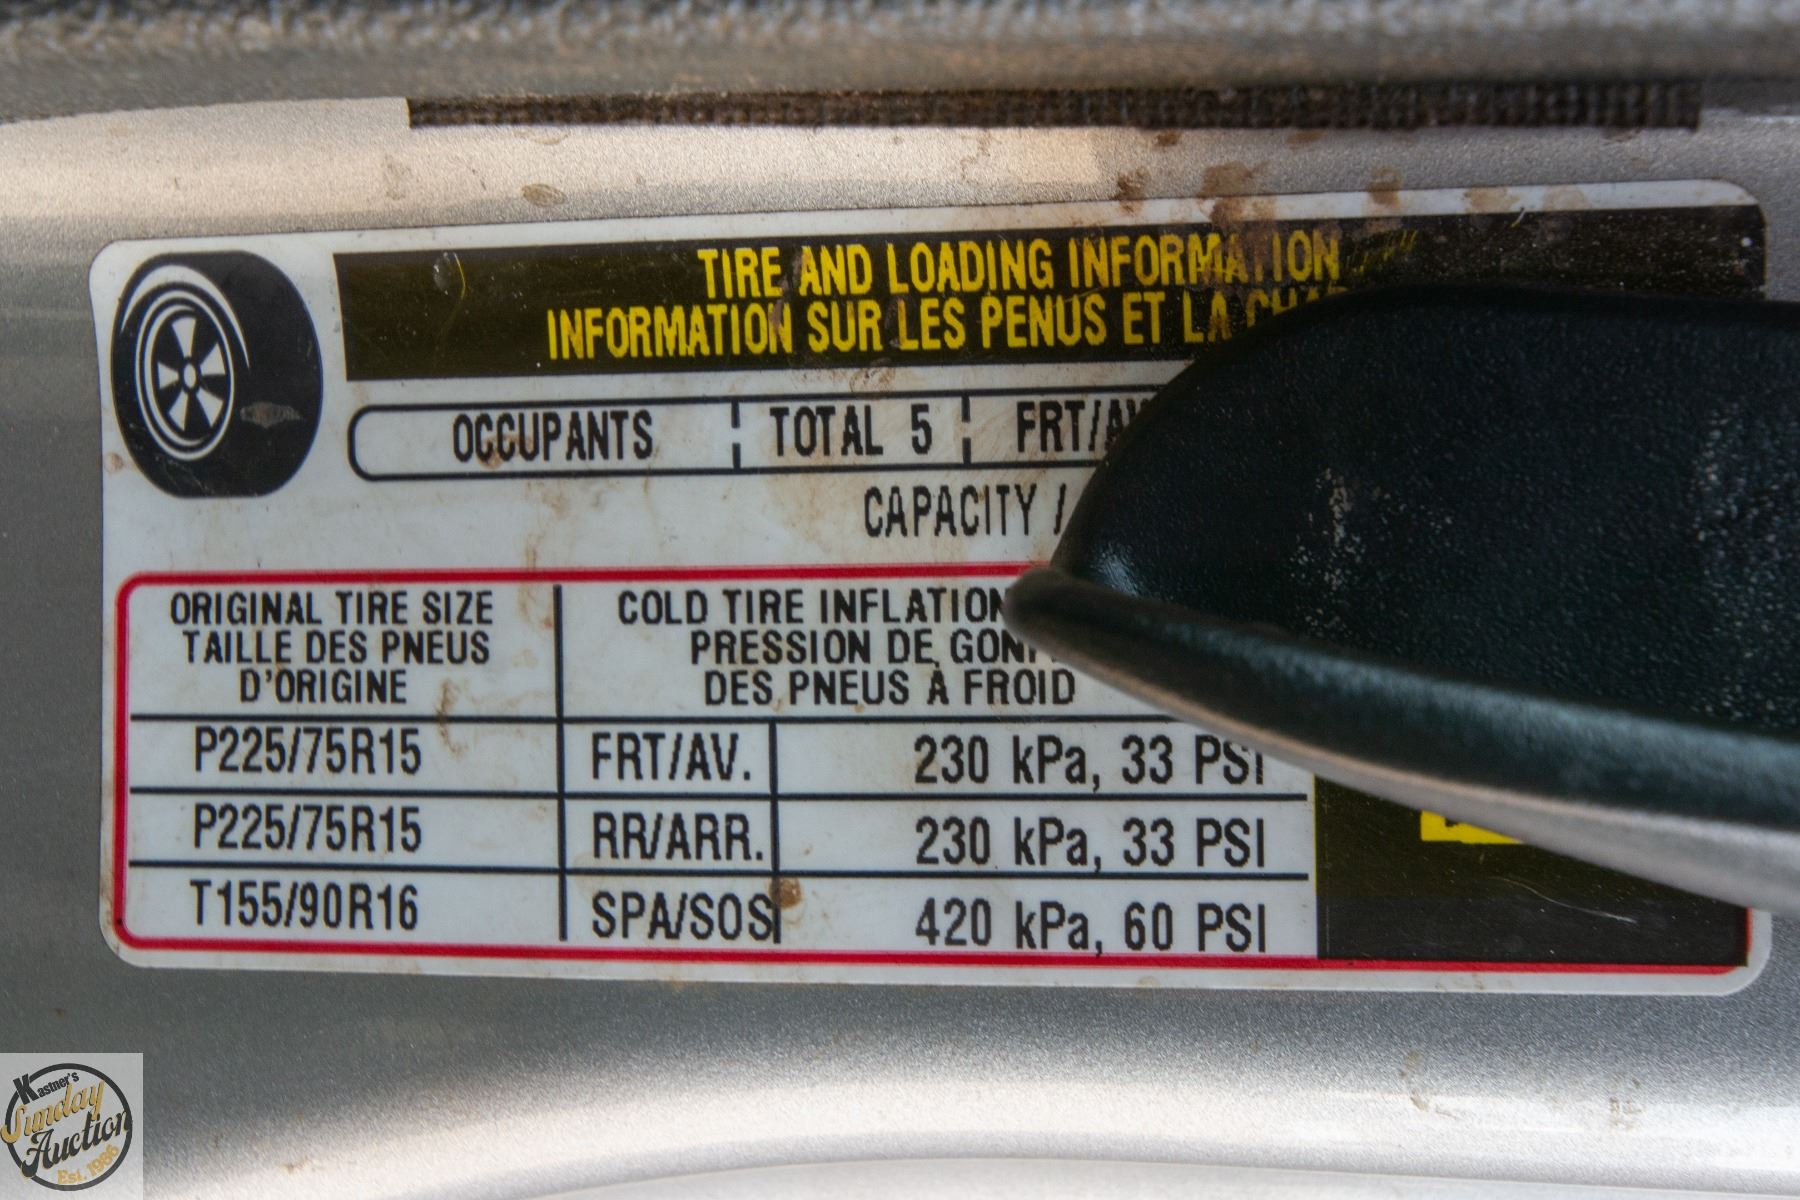 TIRE AND LOADING INFORMATION
INFORMATION SUR LES PENUS ET LA
OCCUPANTS TOTAL 5 FRT/AV
CAPACITY /
ORIGINAL TIRE SIZE
TAILLE DES PNEUS
D'ORIGINE
COLD TIRE INFLATION
PRESSION DE
DES PNEUS À FROID
P225/75R15 FRT/AV. 230 kPa, 33 PSI
P225/75R15 RR/ARR. 230 kPa, 33 PSI
T155/90R16 SPA/SOS 420 kPa, 60 PSI
Kastner's
Sunday
Auction
Est. 1986